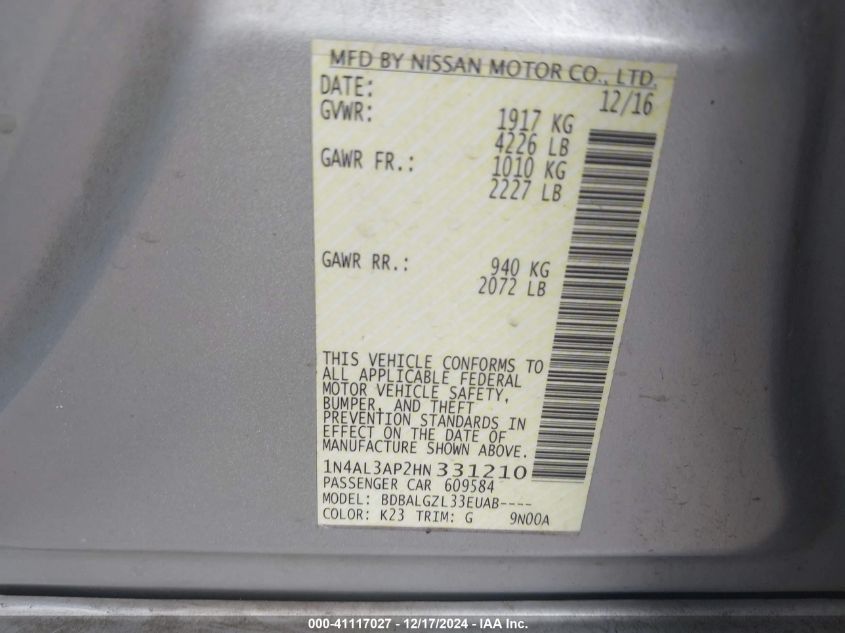 MFD BY NISSAN MOTOR CO., LTD.
DATE: 12/16
GVWR: 1917 KG
4226 LB
GAWR FR.: 1010 KG
2227 LB
GAWR RR.: 940 KG
2072 LB
THIS VEHICLE CONFORMS TO
ALL APPLICABLE FEDERAL
MOTOR VEHICLE SAFETY,
BUMPER, AND THEFT
PREVENTION STANDARDS IN
EFFECT ON THE DATE OF
MANUFACTURE SHOWN ABOVE.
1N4AL3AP2HN331210
PASSENGER CAR 609584
MODEL: BDBALGZL33EUAB----
COLOR: K23 TRIM: G 9N00A
000-41117027 - 12/17/2024 - IAA Inc.